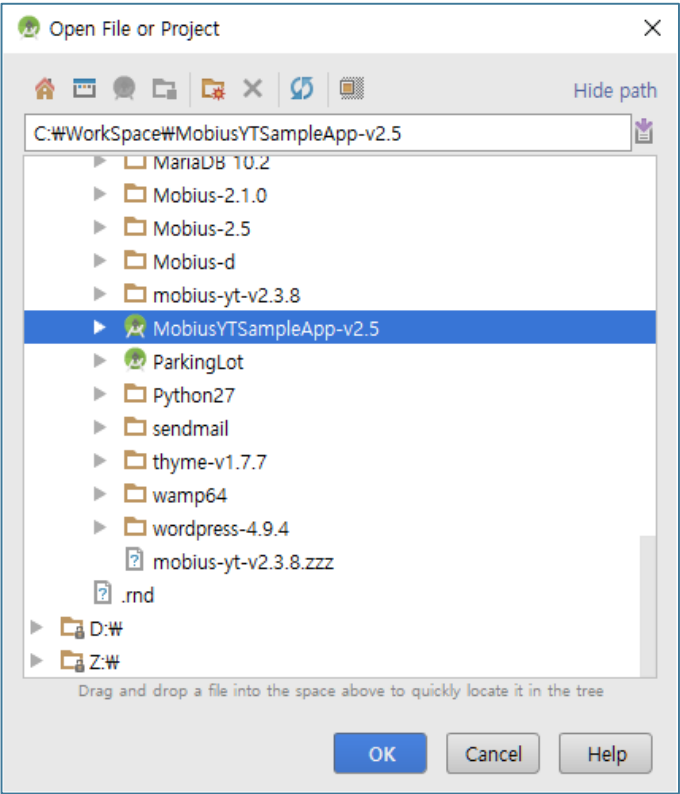 Open File or Project
Hide path
C:₩WorkSpace₩MobiusYTSampleApp-v2.5
MariaDB 10.2
Mobius-2.1.0
Mobius-2.5
Mobius-d
mobius-yt-v2.3.8
MobiusYTSampleApp-v2.5
ParkingLot
Python27
sendmail
thyme-v1.7.7
wamp64
wordpress-4.9.4
mobius-yt-v2.3.8.zzz
.rnd
D:₩
Z:₩
Drag and drop a file into the space above to quickly locate it in the tree
OK Cancel Help